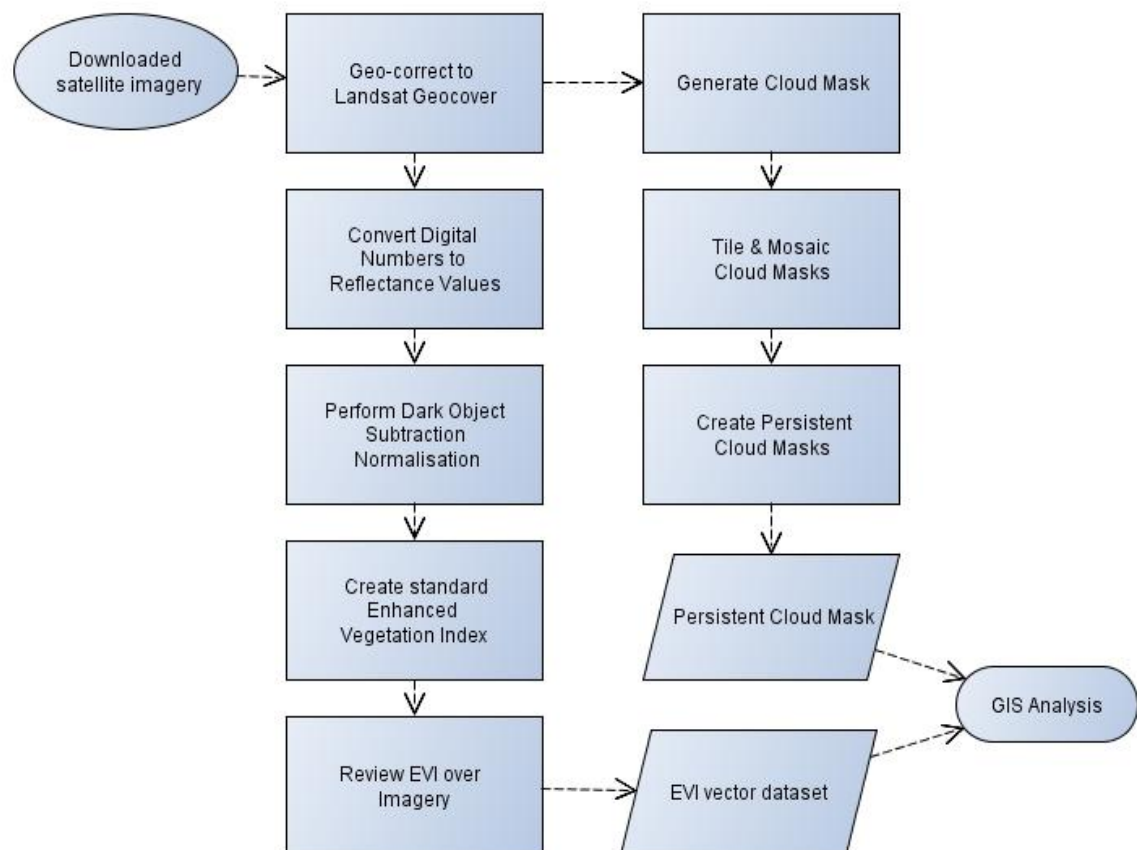 Downloaded
satellite imagery
Geo-correct to
Landsat Geocover
Generate Cloud Mask
Convert Digital
Numbers to
Reflectance Values
Tile & Mosaic
Cloud Masks
Perform Dark Object
Subtraction
Normalisation
Create Persistent
Cloud Masks
Create standard
Enhanced
Vegetation Index
Persistent Cloud Mask
GIS Analysis
Review EVI over
Imagery
EVI vector dataset